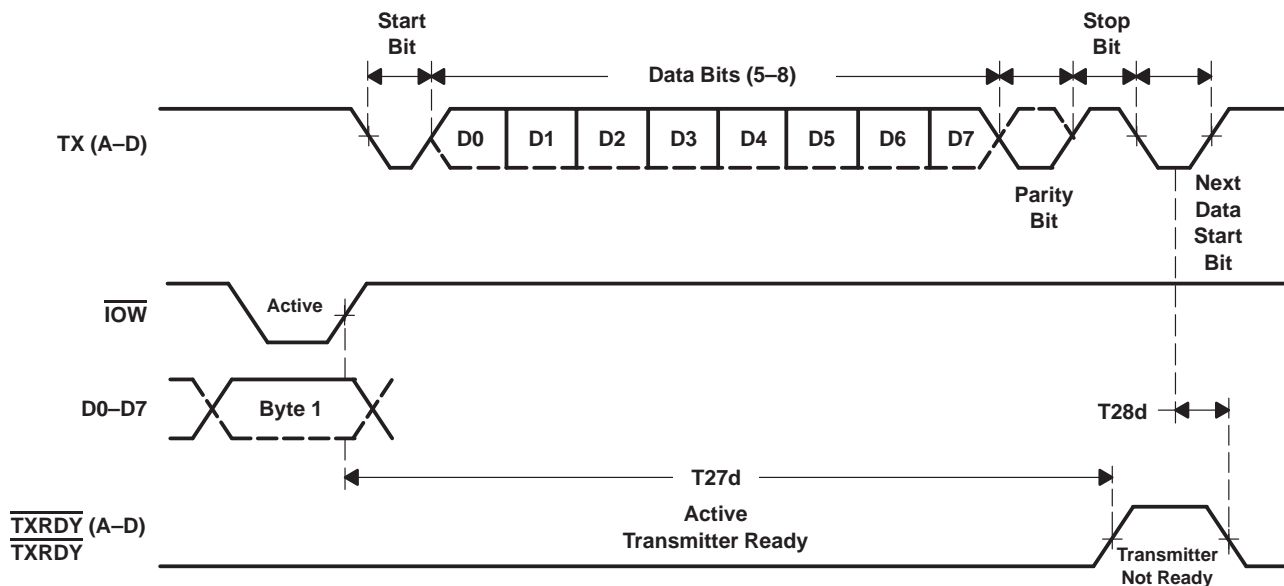 Start
Bit
Stop
Bit
Data Bits (5–8)
TX (A–D)
D0 D1 D2 D3 D4 D5 D6 D7
Parity
Bit
Next
Data
Start
Bit
IOW
Active
D0–D7
Byte 1
T28d
T27d
TXRDY (A–D)
TXRDY
Active
Transmitter Ready
Transmitter
Not Ready